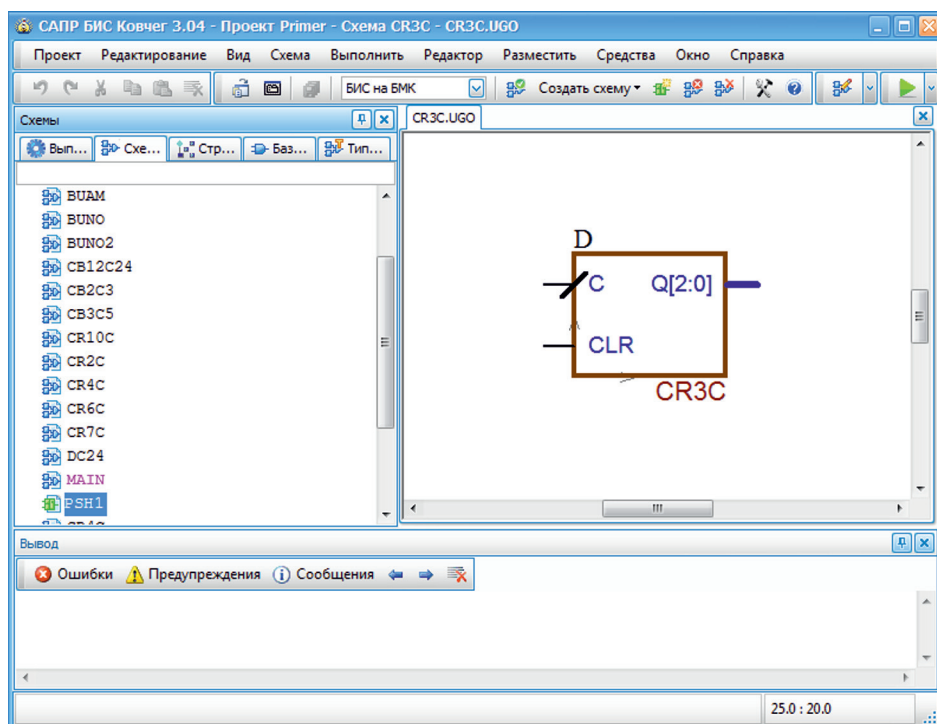 САПР БИС Ковчег 3.04 - Проект Primer - Схема CR3C - CR3C.UGO
Проект Редактирование Вид Схема Выполнить Редактор Разместить Средства Окно Справка
БИС на БМК Создать схему
Схемы
CR3C.UGO
Вып... Схе... Стр... Баз... Тип...
BUAM
BUNO
BUNO2
CB12C24
CB2C3
CB3C5
CR10C
CR2C
CR4C
CR6C
CR7C
DC24
MAIN
PSH1
D
C Q[2:0]
CLR
CR3C
Вывод
Ошибки Предупреждения Сообщения
25.0 : 20.0